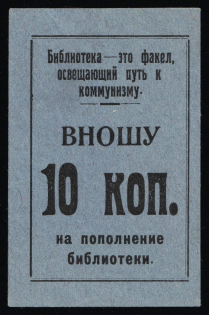 Библиотека — это факел,
освещающий путь к
коммунизму.
ВНОШУ
10 коп.
на пополнение
библиотеки.